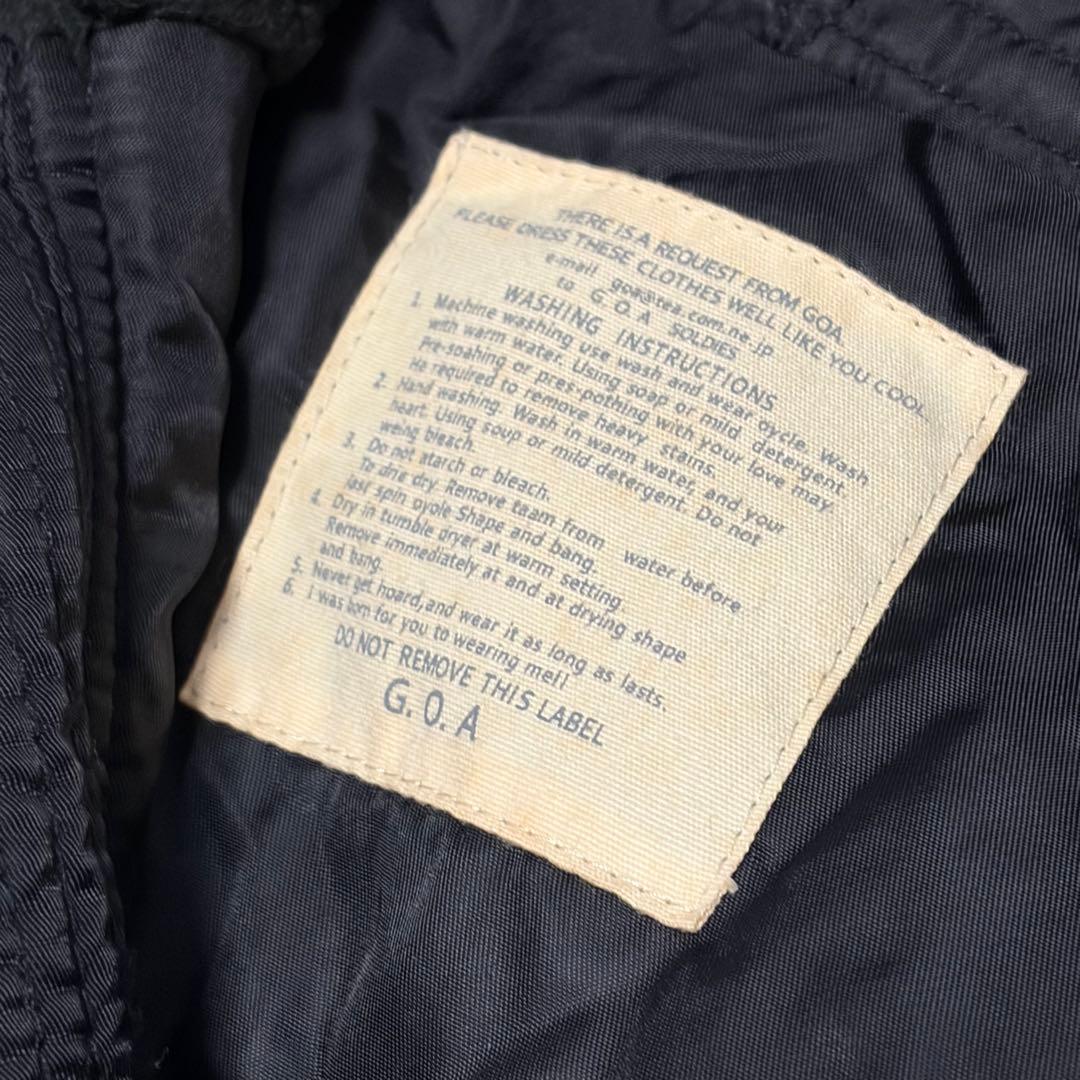 THERE IS A REQUEST FROM GOA.
PLEASE DRESS THESE CLOTHES WELL LIKE YOU COOL.
e-mail goa@tea.com.ne.jp
to G. O. A SOLDIES
WASHING INSTRUCTIONS
1. Machine washing use wash and wear cycle. Wash
with warm water. Using soap or mild detergent.
Pre-soahing or pres-pothing with your love may
He required to remove heavy stains.
2. Hand washing. Wash in warm water, and your
heart. Using soup or mild detergent. Do not
weing bleach.
3. Do not starch or bleach.
To drie dry. Remove team from water before
last spin oyole Shape and bang.
4. Dry in tumble dryer at warm setting
Remove immediately at and at drying shape
and bang.
5. Never get hoard, and wear it as long as lasts.
6. I was born for you to wearing mell
DO NOT REMOVE THIS LABEL
G. O. A